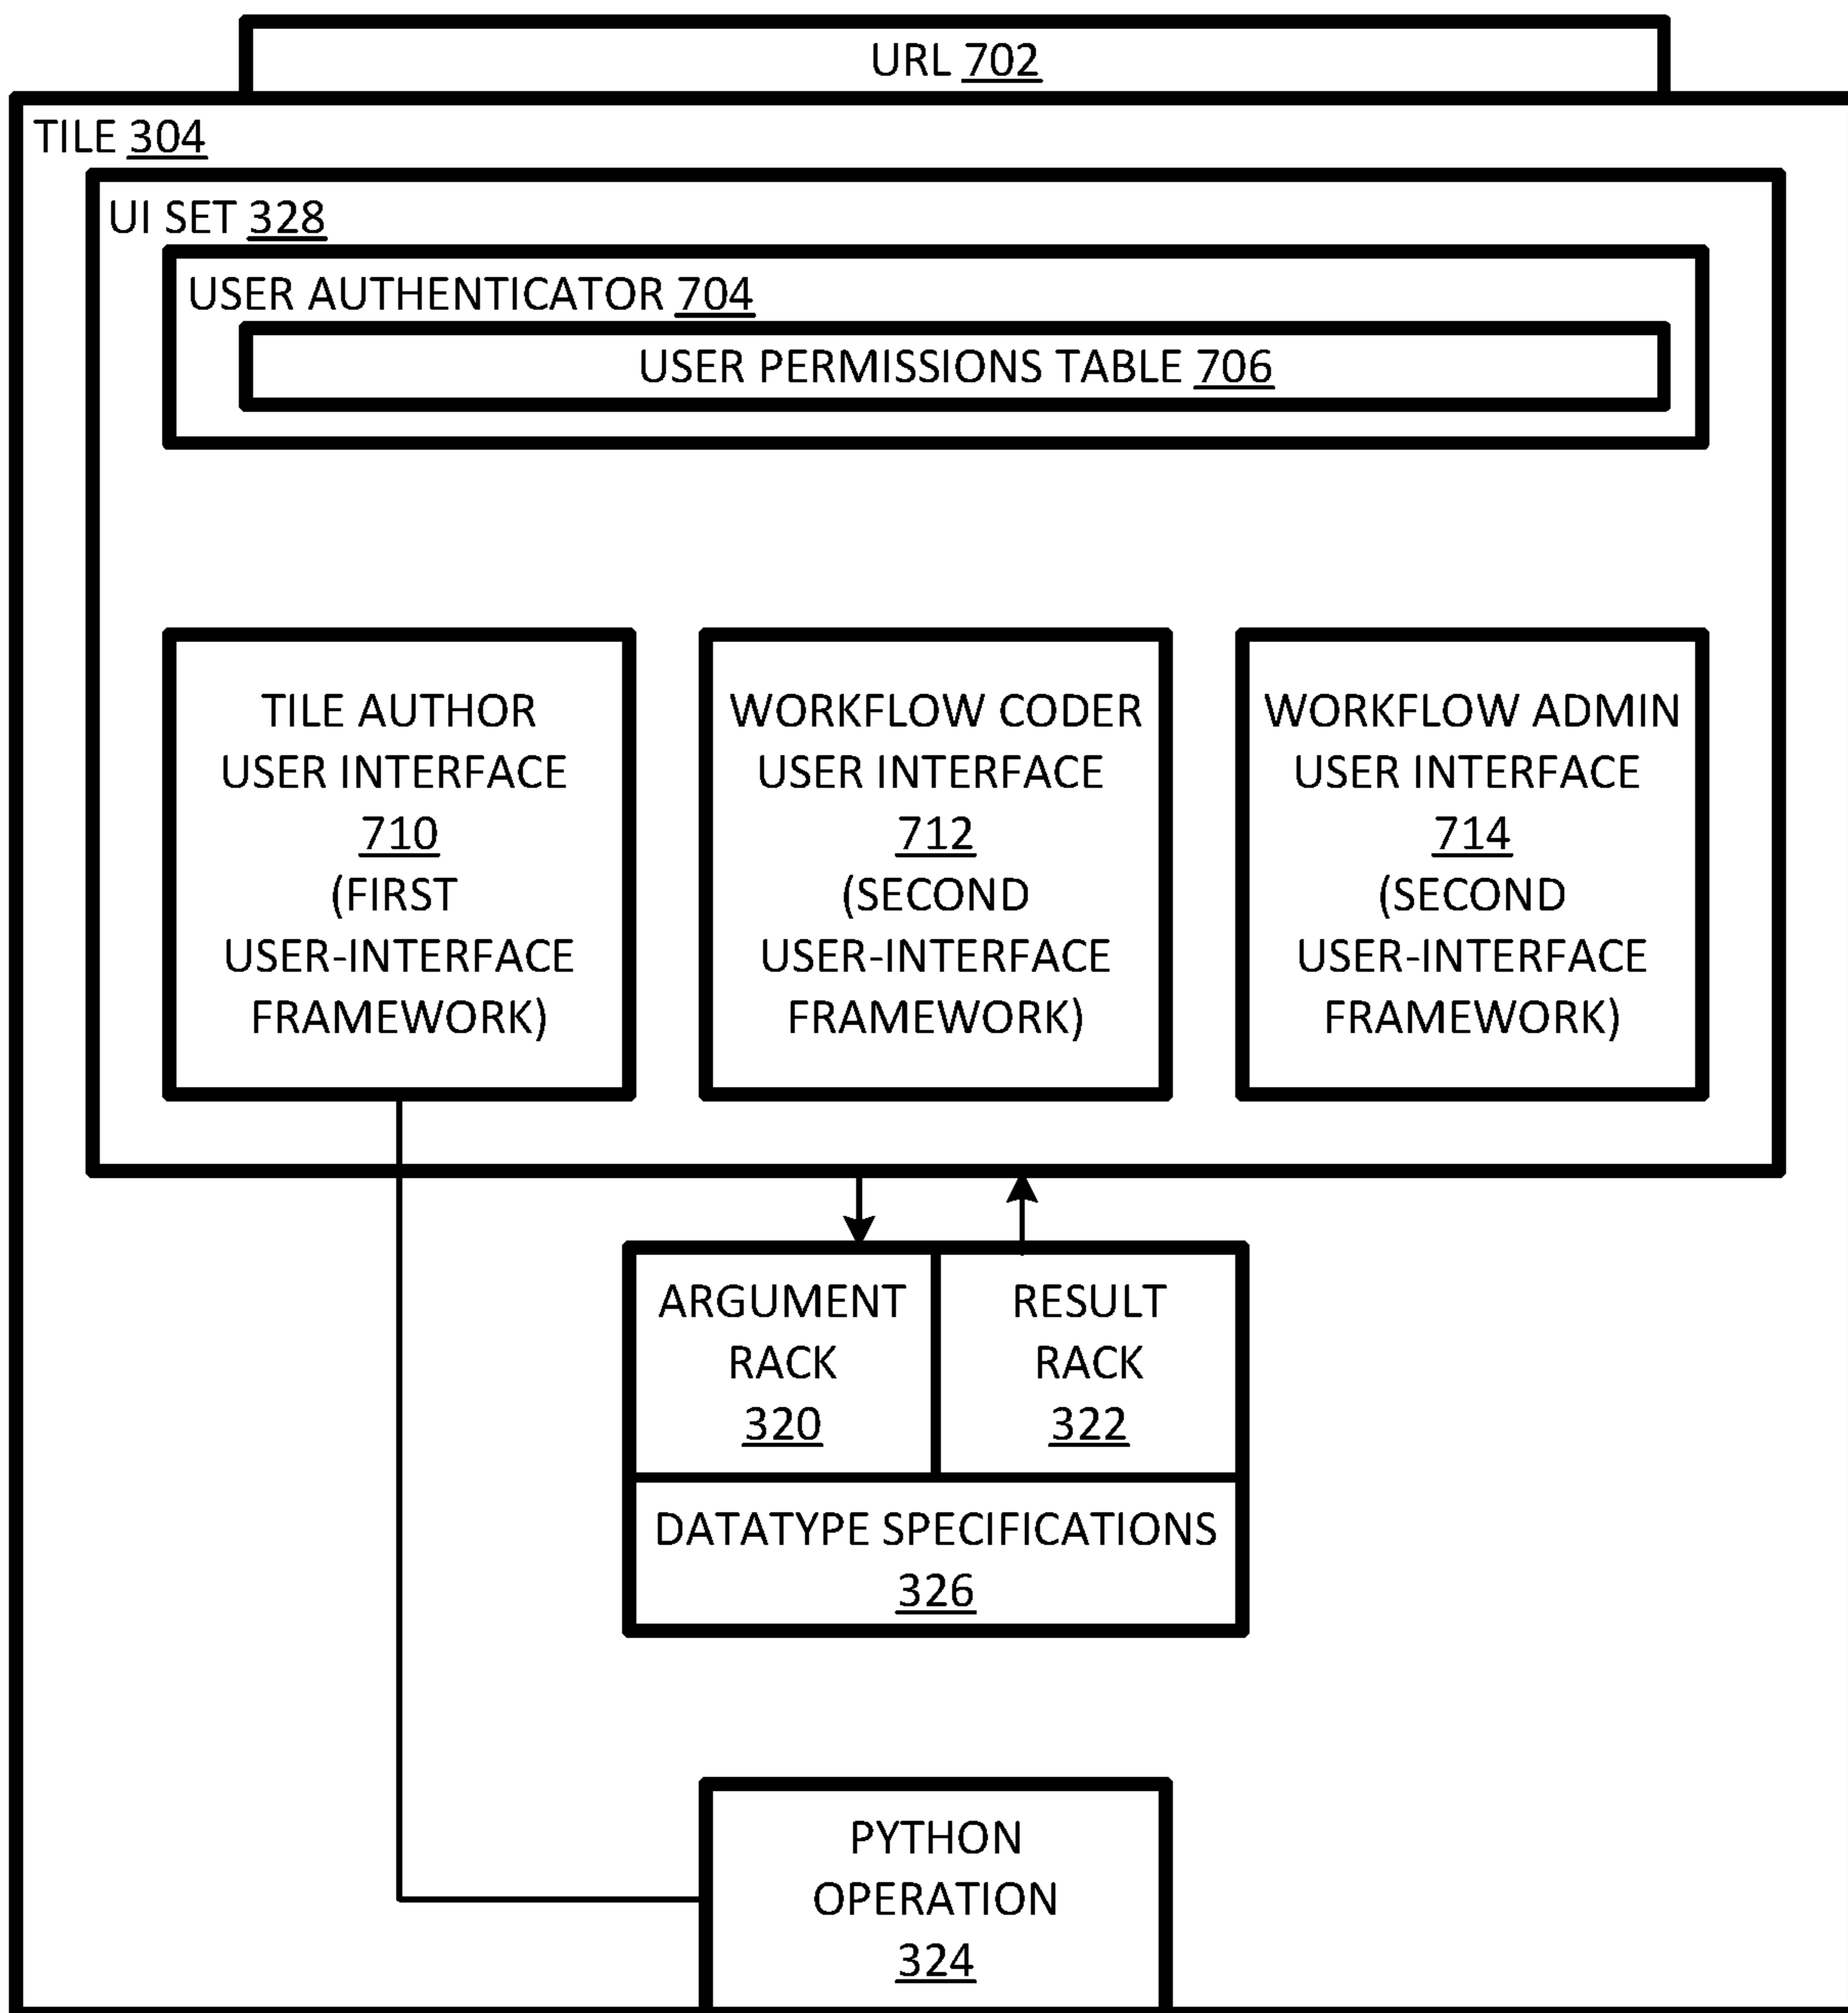 URL 702
TILE 304
UI SET 328
USER AUTHENTICATOR 704
USER PERMISSIONS TABLE 706
TILE AUTHOR
USER INTERFACE
710
(FIRST
USER-INTERFACE
FRAMEWORK)
WORKFLOW CODER
USER INTERFACE
712
(SECOND
USER-INTERFACE
FRAMEWORK)
WORKFLOW ADMIN
USER INTERFACE
714
(SECOND
USER-INTERFACE
FRAMEWORK)
ARGUMENT
RACK
320
RESULT
RACK
322
DATATYPE SPECIFICATIONS
326
PYTHON
OPERATION
324